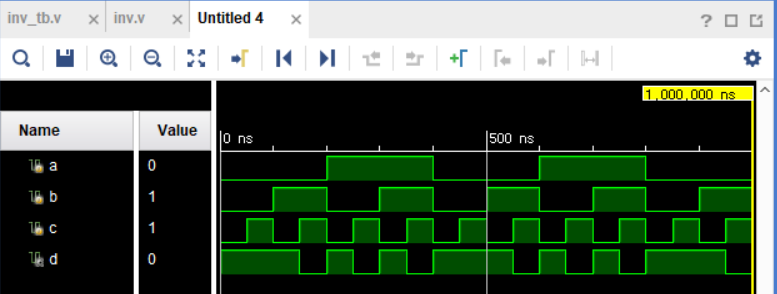 inv_tb.v × inv.v × Untitled 4 ×
1,000,000 ns
Name Value
0 ns 500 ns
a 0
b 1
c 1
d 0